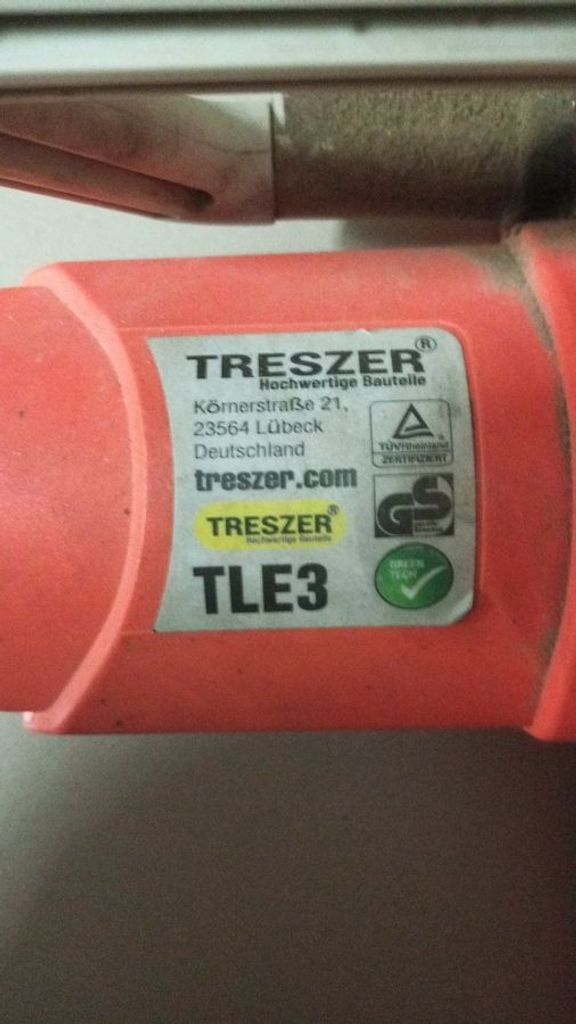 TRESZER®
Hochwertige Bauteile
Körnerstraße 21,
23564 Lübeck
Deutschland
treszer.com
TRESZER®
Hochwertige Bauteile
TLE3
TÜVRheinland
ZERTIFIZIERT
GS
GREEN
TECH